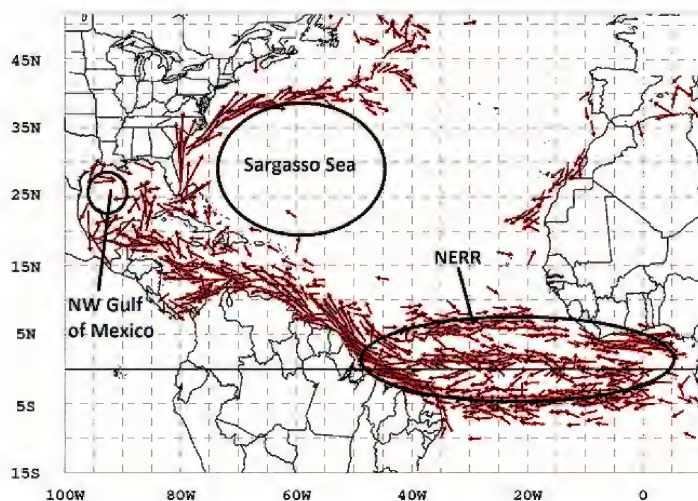 45N
35N
25N
15N
5N
5S
15S
Sargasso Sea
NERR
NW Gulf
of Mexico
100W 80W 60W 40W 20W 0